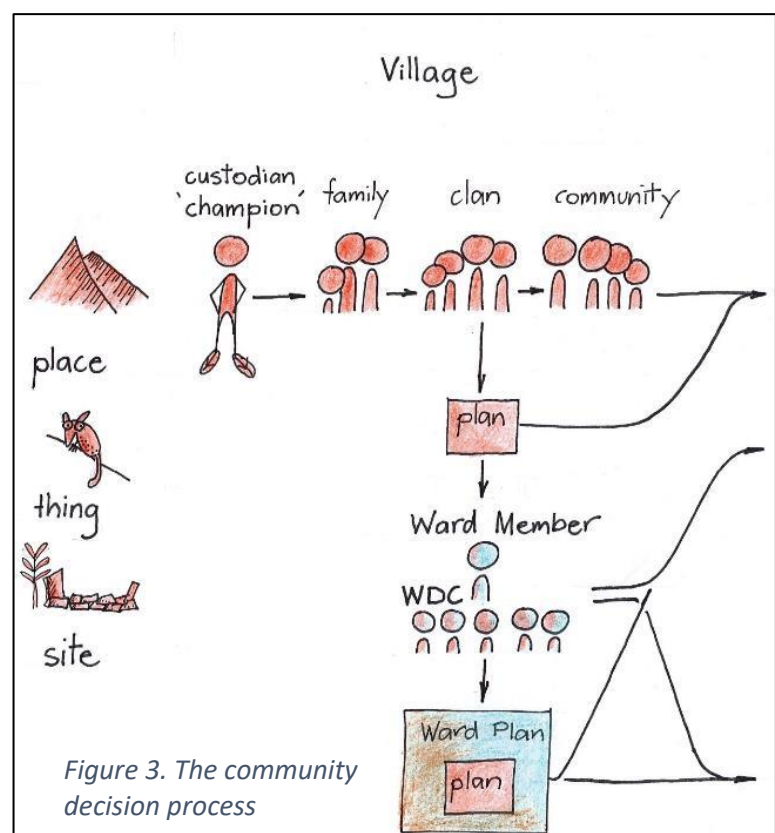 Village
custodian
'champion'
family
clan
community
place
plan
thing
Ward Member
WDC
site
Ward Plan
plan
Figure 3. The community
decision process